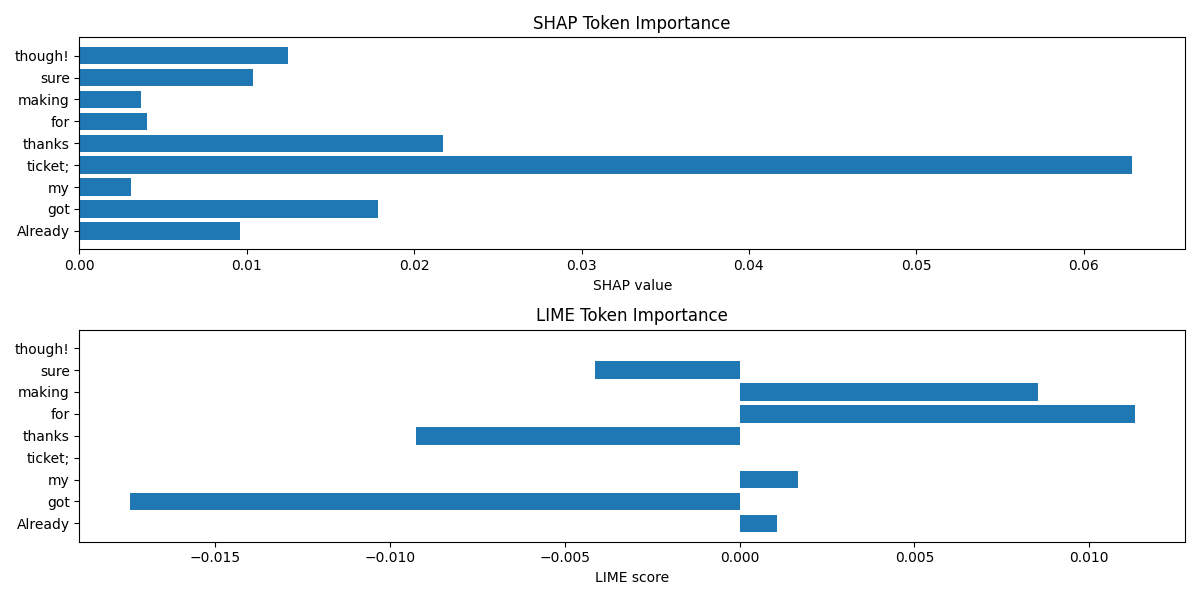 SHAP Token Importance
though!
sure
making
for
thanks
ticket;
my
got
Already
0.00 0.01 0.02 0.03 0.04 0.05 0.06
SHAP value
LIME Token Importance
though!
sure
making
for
thanks
ticket;
my
got
Already
−0.015 −0.010 −0.005 0.000 0.005 0.010
LIME score